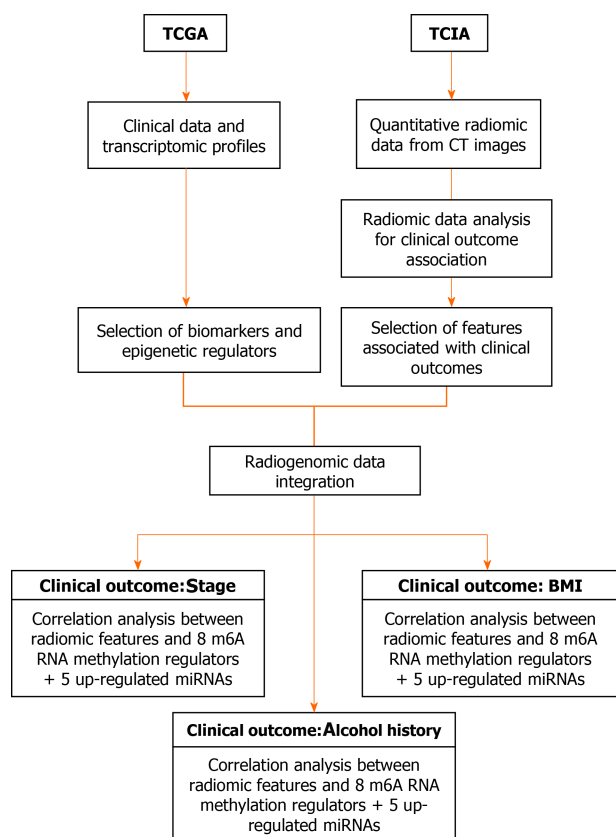 TCGA
TCIA
Clinical data and
transcriptomic profiles
Quantitative radiomic
data from CT images
Radiomic data analysis
for clinical outcome
association
Selection of biomarkers and
epigenetic regulators
Selection of features
associated with clinical
outcomes
Radiogenomic data
integration
Clinical outcome:Stage
Correlation analysis between
radiomic features and 8 m6A
RNA methylation regulators
+ 5 up-regulated miRNAs
Clinical outcome: BMI
Correlation analysis between
radiomic features and 8 m6A
RNA methylation regulators
+ 5 up-regulated miRNAs
Clinical outcome:Alcohol history
Correlation analysis between
radiomic features and 8 m6A RNA
methylation regulators + 5 up-
regulated miRNAs